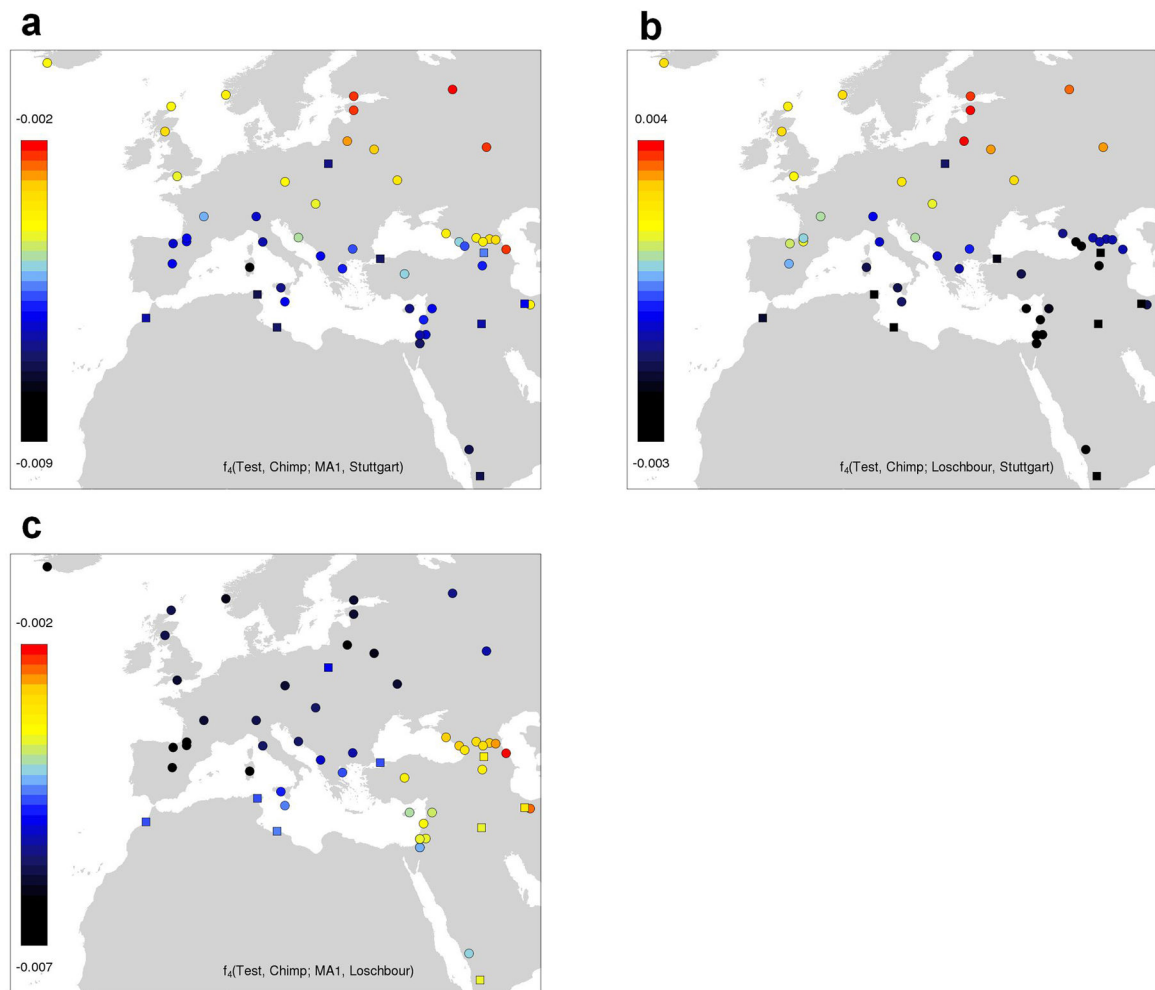 a
-0.002
-0.009
f₄(Test, Chimp; MA1, Stuttgart)
b
0.004
-0.003
f₄(Test, Chimp; Loschbour, Stuttgart)
c
-0.002
-0.007
f₄(Test, Chimp; MA1, Loschbour)